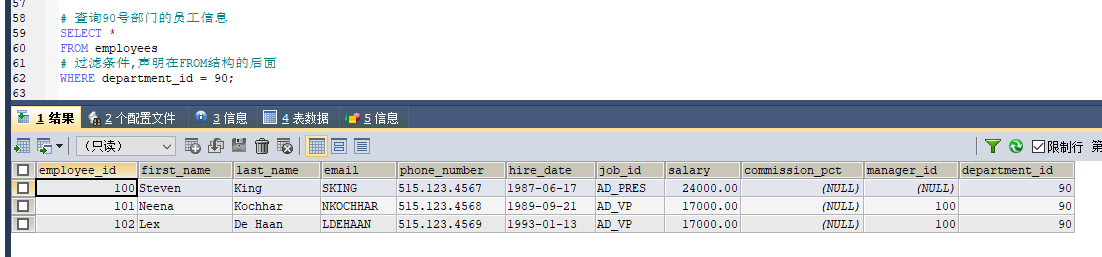 57
58 # 查询90号部门的员工信息
59 SELECT *
60 FROM employees
61 # 过滤条件,声明在FROM结构的后面
62 WHERE department_id = 90;
63
1 结果 2 个配置文件 3 信息 4 表数据 5 信息
(只读) 限制行 第
employee_id first_name last_name email phone_number hire_date job_id salary commission_pct manager_id department_id
100 Steven King SKING 515.123.4567 1987-06-17 AD_PRES 24000.00 (NULL) (NULL) 90
101 Neena Kochhar NKOCHHAR 515.123.4568 1989-09-21 AD_VP 17000.00 (NULL) 100 90
102 Lex De Haan LDEHAAN 515.123.4569 1993-01-13 AD_VP 17000.00 (NULL) 100 90